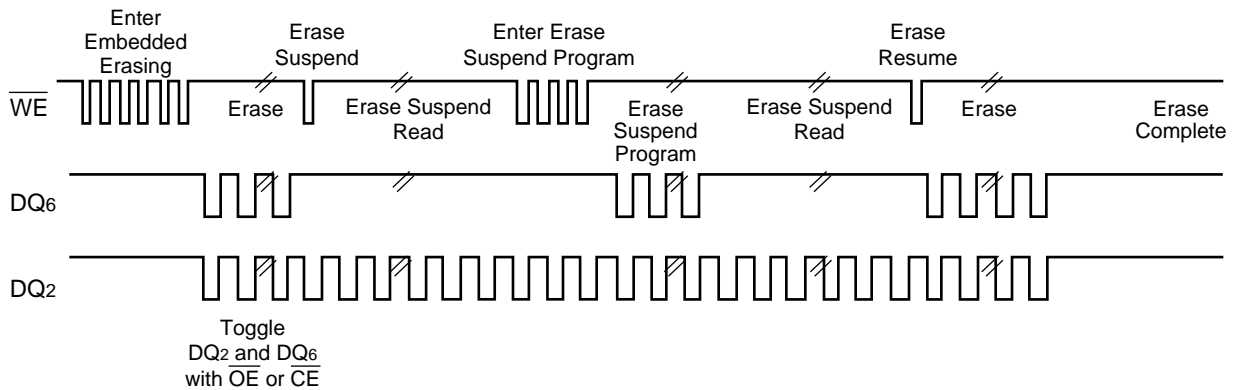 Enter
Embedded
Erasing
Erase
Suspend
Enter Erase
Suspend Program
Erase
Resume
WE
Erase
Erase Suspend
Read
Erase
Suspend
Program
Erase Suspend
Read
Erase
Erase
Complete
DQ6
DQ2
Toggle
DQ2 and DQ6
with OE or CE